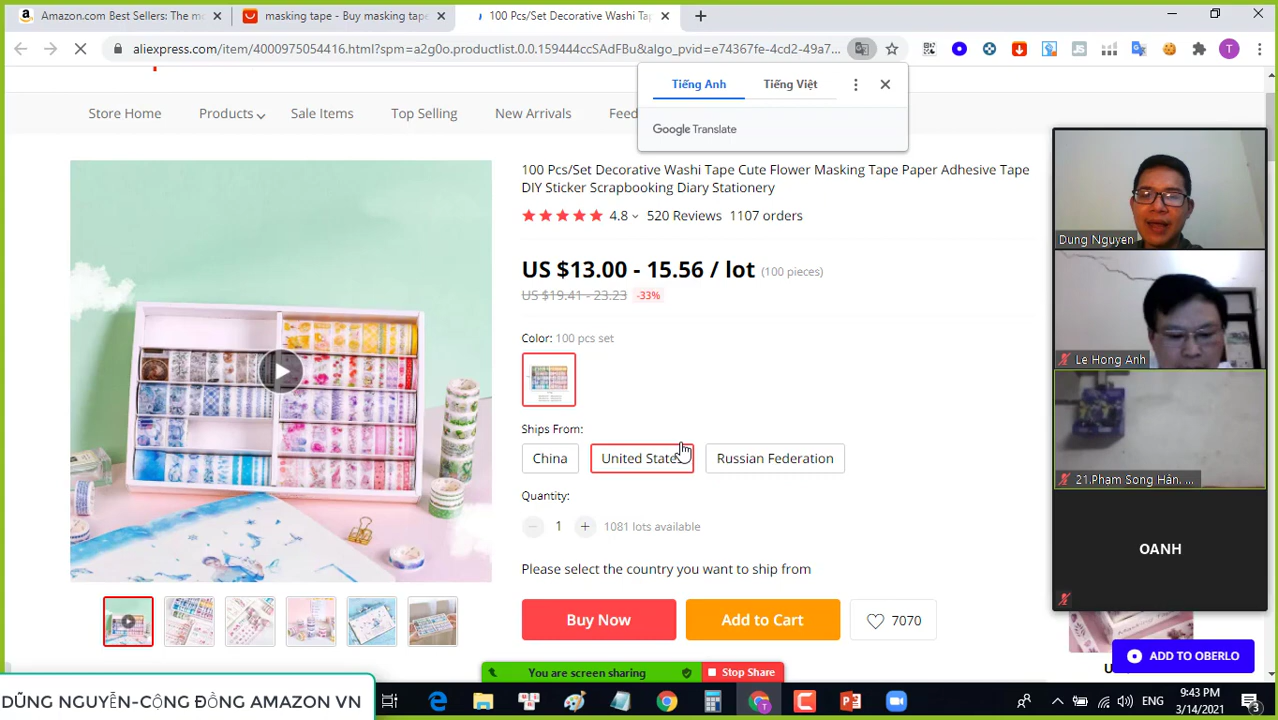 Amazon.com Best Sellers: The mo
masking tape - Buy masking tape
100 Pcs/Set Decorative Washi Ta
aliexpress.com/item/4000975054416.html?spm=a2g0o.productlist.0.0.159444ccSAdFBu&algo_pvid=e74367fe-4cd2-49a7...
Tiếng Anh
Tiếng Việt
Google Translate
Store Home
Products
Sale Items
Top Selling
New Arrivals
Feed
100 Pcs/Set Decorative Washi Tape Cute Flower Masking Tape Paper Adhesive Tape
DIY Sticker Scrapbooking Diary Stationery
4.8
520 Reviews
1107 orders
US $13.00 - 15.56 / lot (100 pieces)
US $19.41 - 23.23 -33%
Color: 100 pcs set
Ships From:
China
United States
Russian Federation
Quantity:
1
1081 lots available
Please select the country you want to ship from
Buy Now
Add to Cart
7070
Dung Nguyen
Le Hong Anh
21.Pham Song Hân. ...
OANH
ADD TO OBERLO
You are screen sharing
Stop Share
DŨNG NGUYỄN-CỘNG ĐỒNG AMAZON VN
ENG
9:43 PM
3/14/2021
3